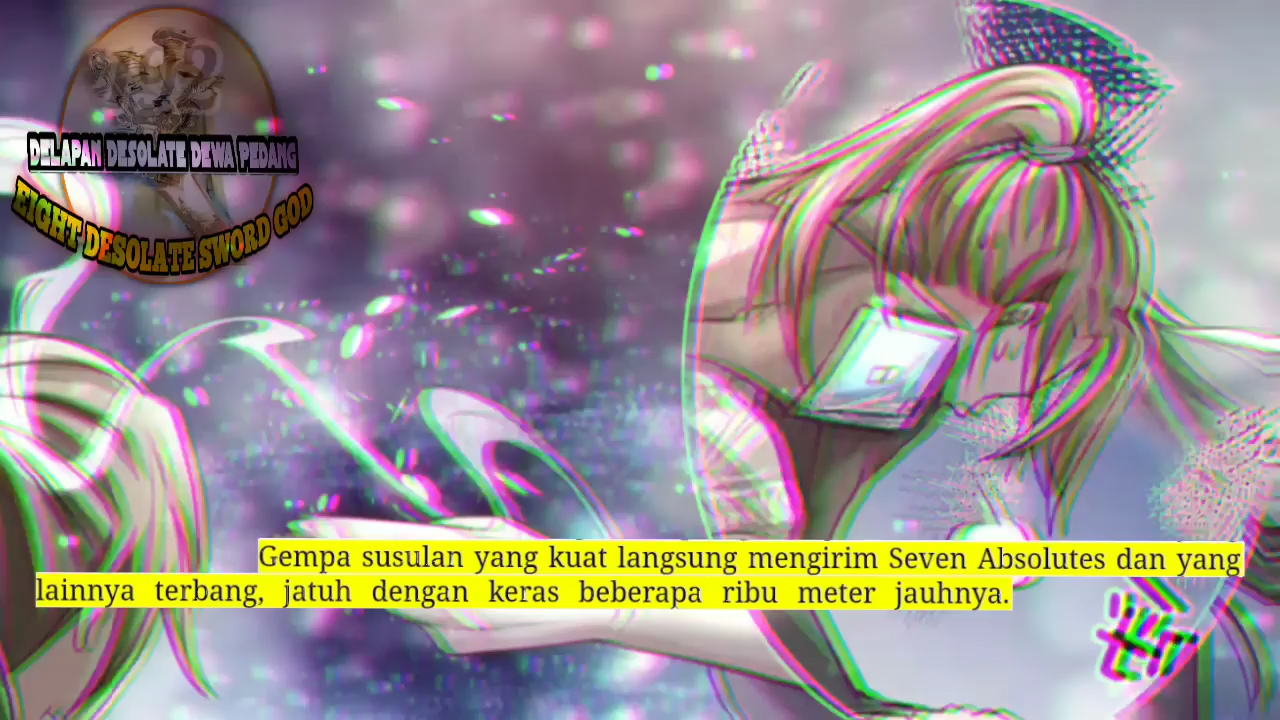 DELAPAN DESOLATE DEWA PEDANG
EIGHT DESOLATE SWORD GOD
Gempa susulan yang kuat langsung mengirim Seven Absolutes dan yang
lainnya terbang, jatuh dengan keras beberapa ribu meter jauhnya.